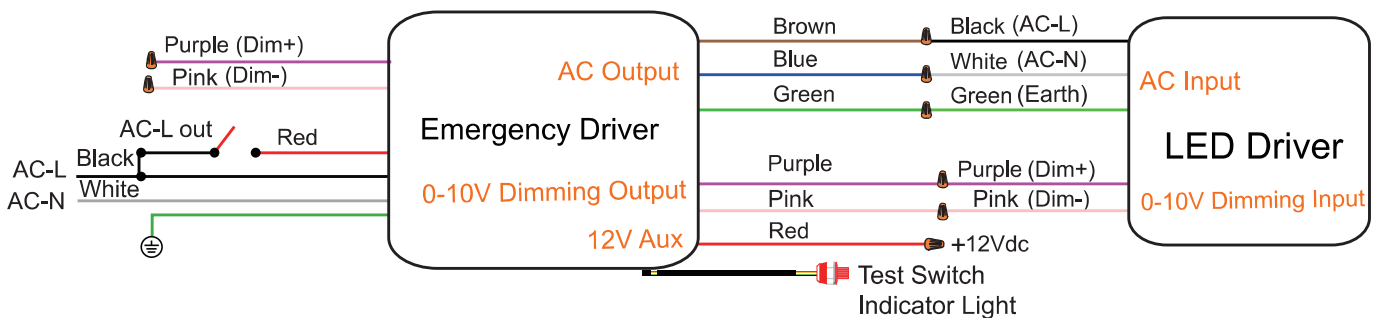 Purple (Dim+)
Pink (Dim-)
AC-L out
Red
Black
AC-L
White
AC-N
AC Output
Emergency Driver
0-10V Dimming Output
12V Aux
Brown
Black (AC-L)
Blue
White (AC-N)
Green
Green (Earth)
Purple
Purple (Dim+)
Pink
Pink (Dim-)
Red
+12Vdc
Test Switch
Indicator Light
AC Input
LED Driver
0-10V Dimming Input